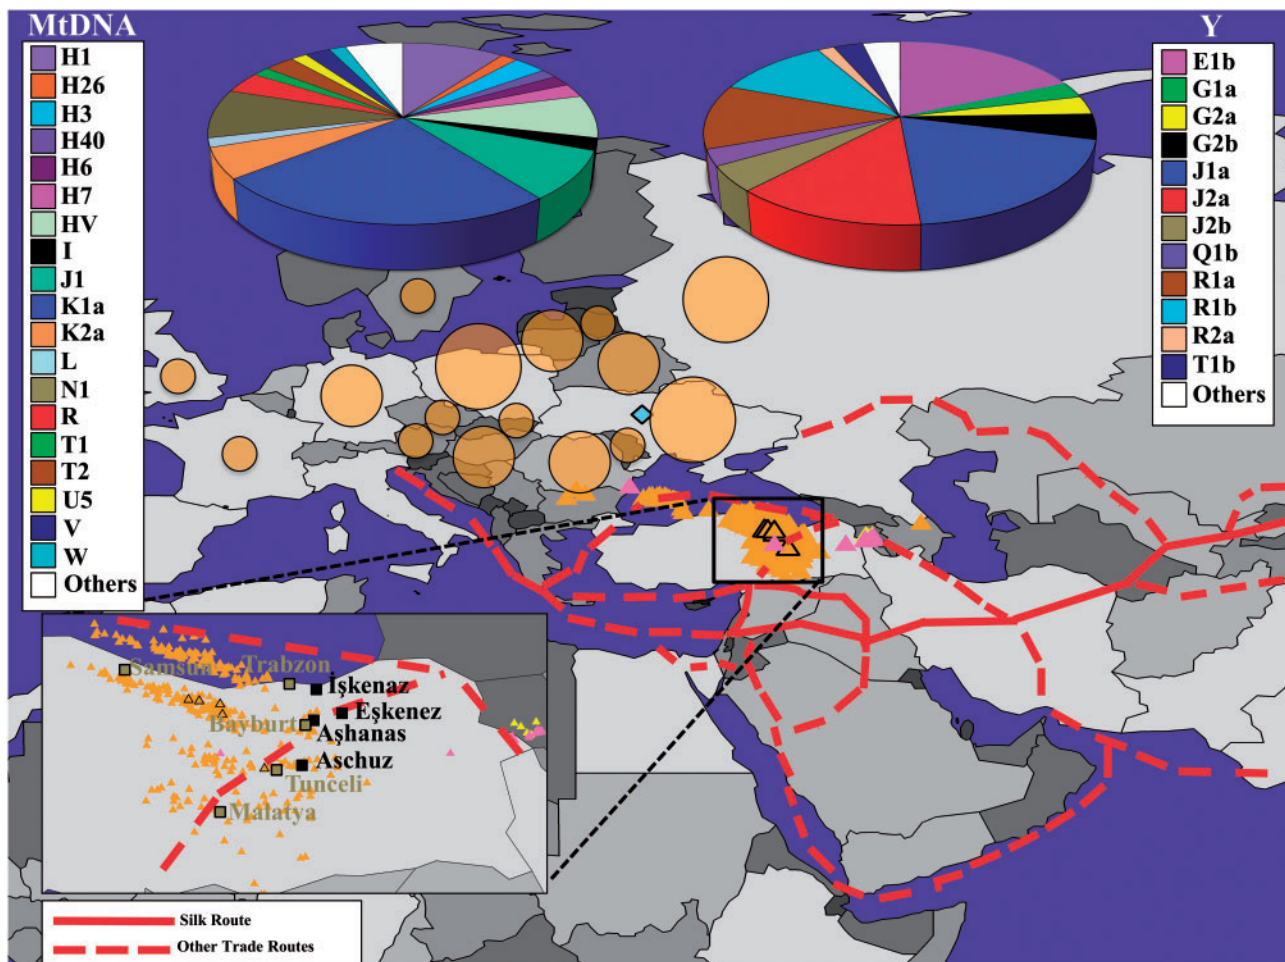 MtDNA
H1
H26
H3
H40
H6
H7
HV
I
J1
K1a
K2a
L
N1
R
T1
T2
U5
V
W
Others
Y
E1b
G1a
G2a
G2b
J1a
J2a
J2b
Q1b
R1a
R1b
R2a
T1b
Others
Samsun
Trabzon
İşkenaz
Eşkenez
Bayburt
Aşhanas
Aschuz
Tunceli
Malatya
Silk Route
Other Trade Routes